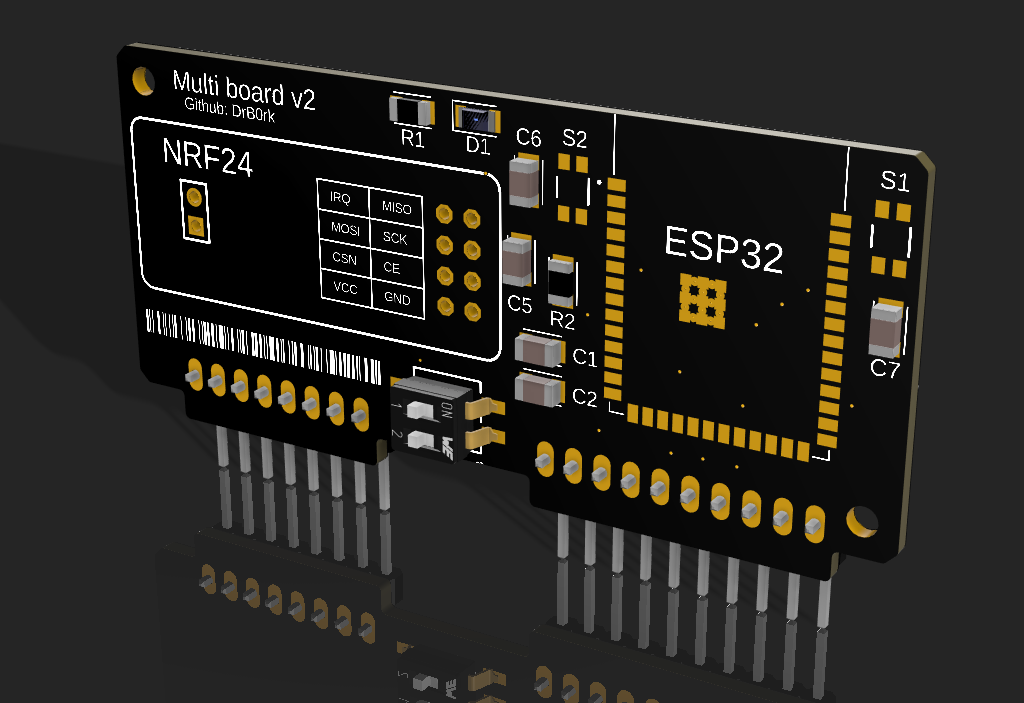 Multi board v2
Github: DrB0rk
R1
D1
C6
S2
S1
NRF24
IRQ
MISO
MOSI
SCK
CSN
CE
VCC
GND
ESP32
C5
R2
C1
C2
C7
ON
1
2
WE